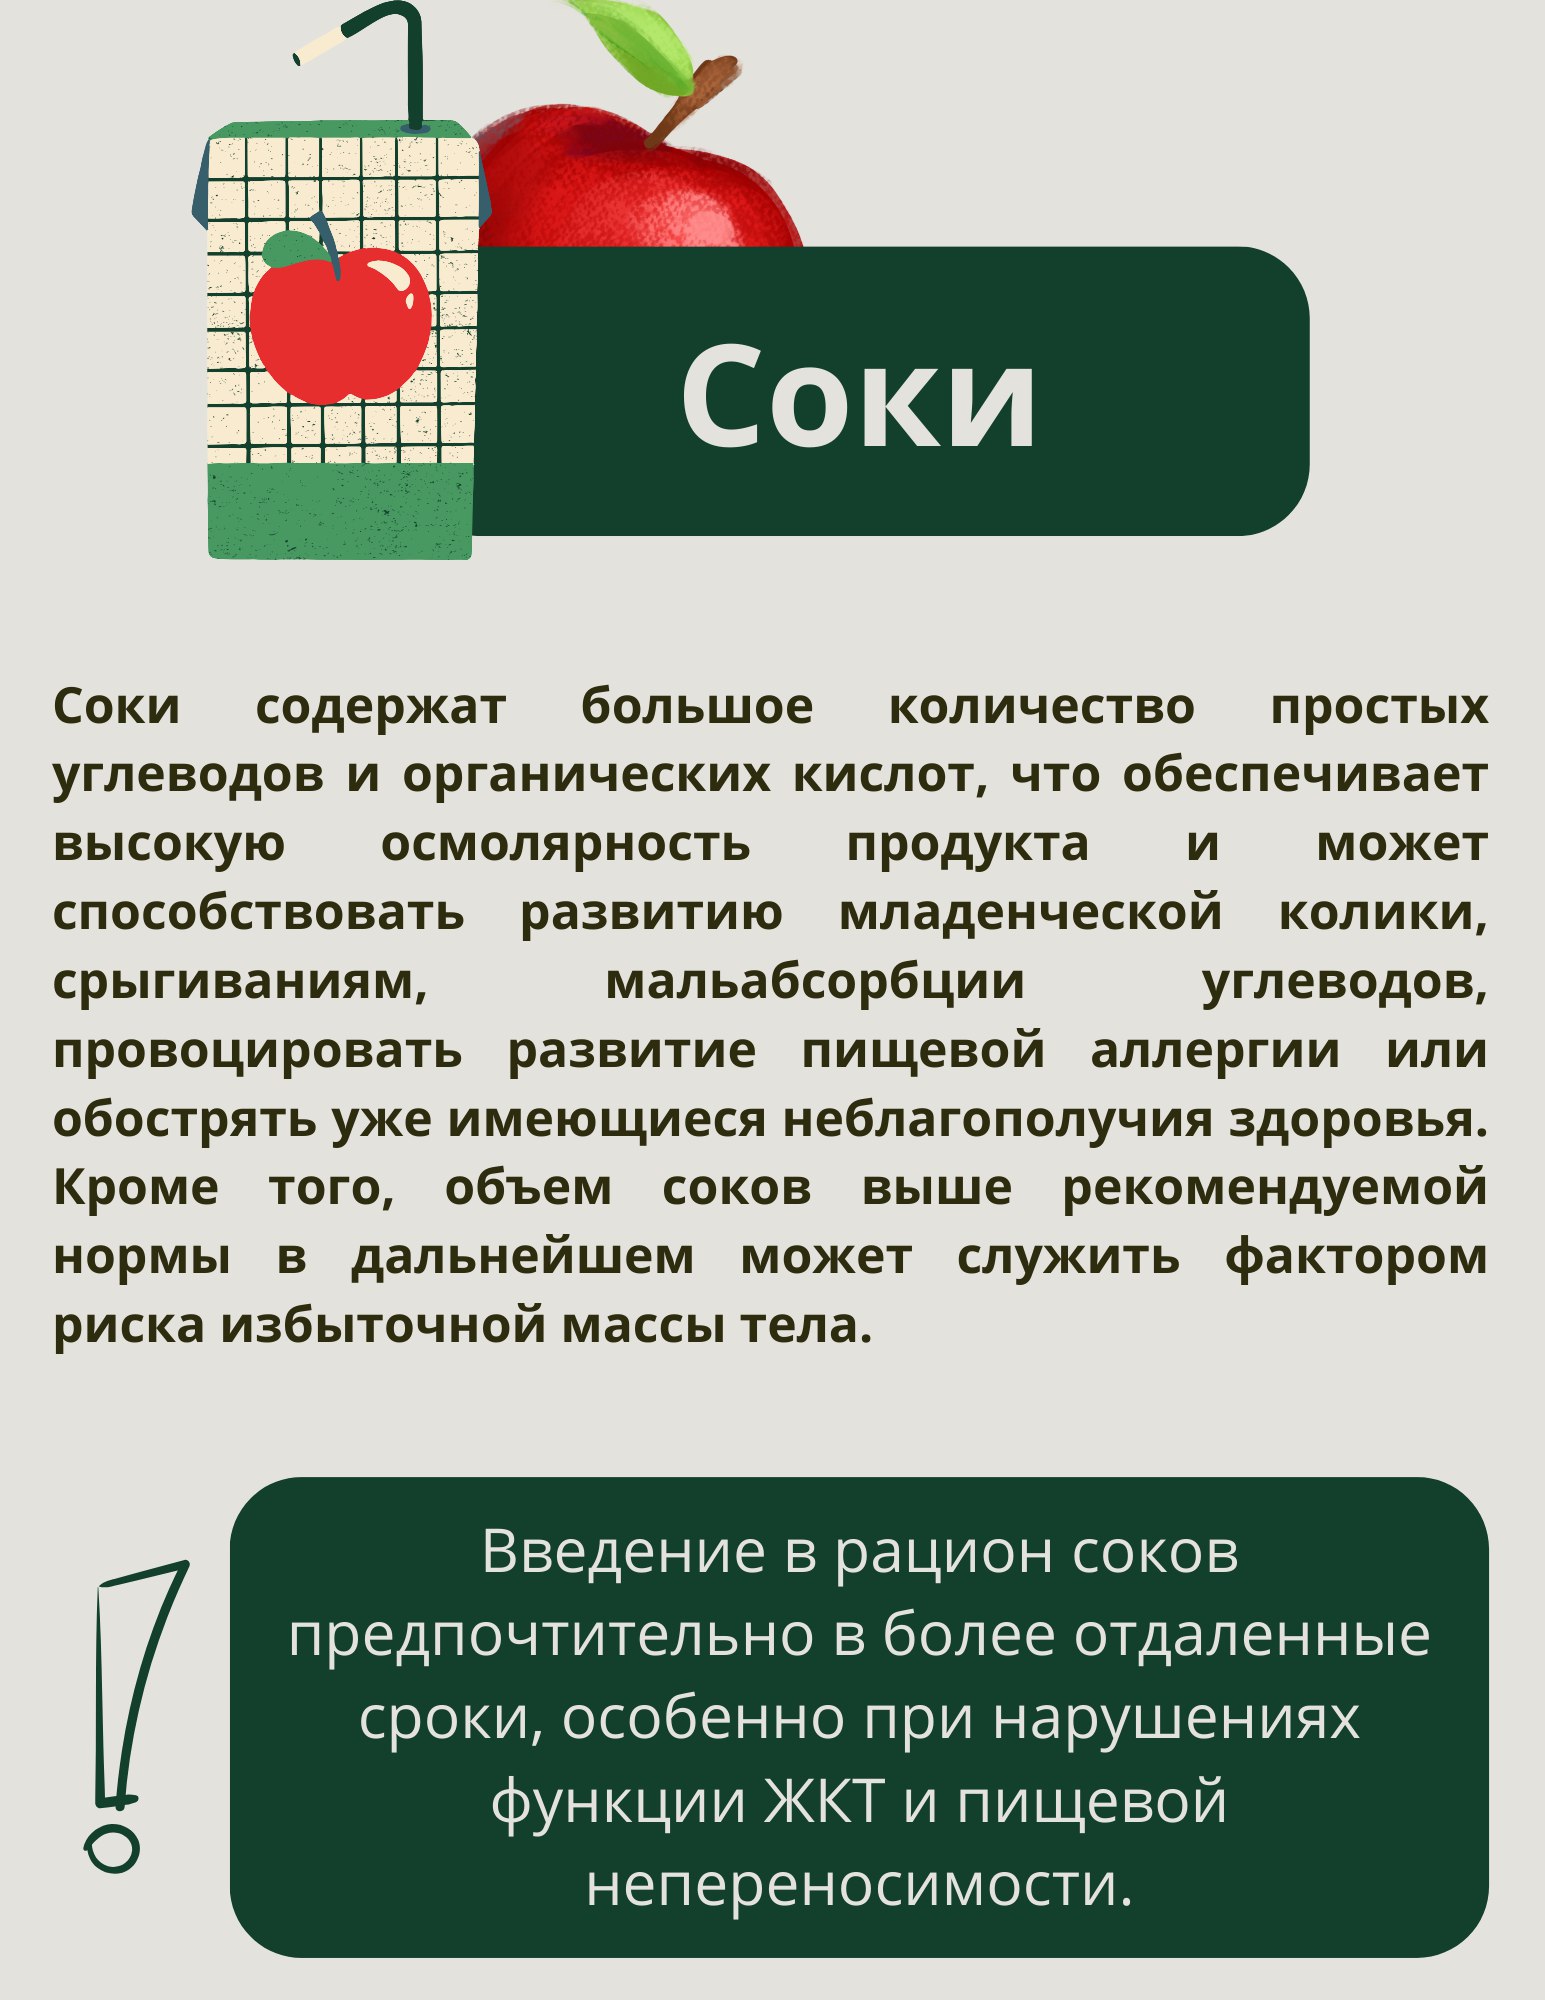 Соки
Соки содержат большое количество простых
углеводов и органических кислот, что обеспечивает
высокую осмолярность продукта и может
способствовать развитию младенческой колики,
срыгиваниям, мальабсорбции углеводов,
провоцировать развитие пищевой аллергии или
обострять уже имеющиеся неблагополучия здоровья.
Кроме того, объем соков выше рекомендуемой
нормы в дальнейшем может служить фактором
риска избыточной массы тела.
Введение в рацион соков
предпочтительно в более отдаленные
сроки, особенно при нарушениях
функции ЖКТ и пищевой
непереносимости.